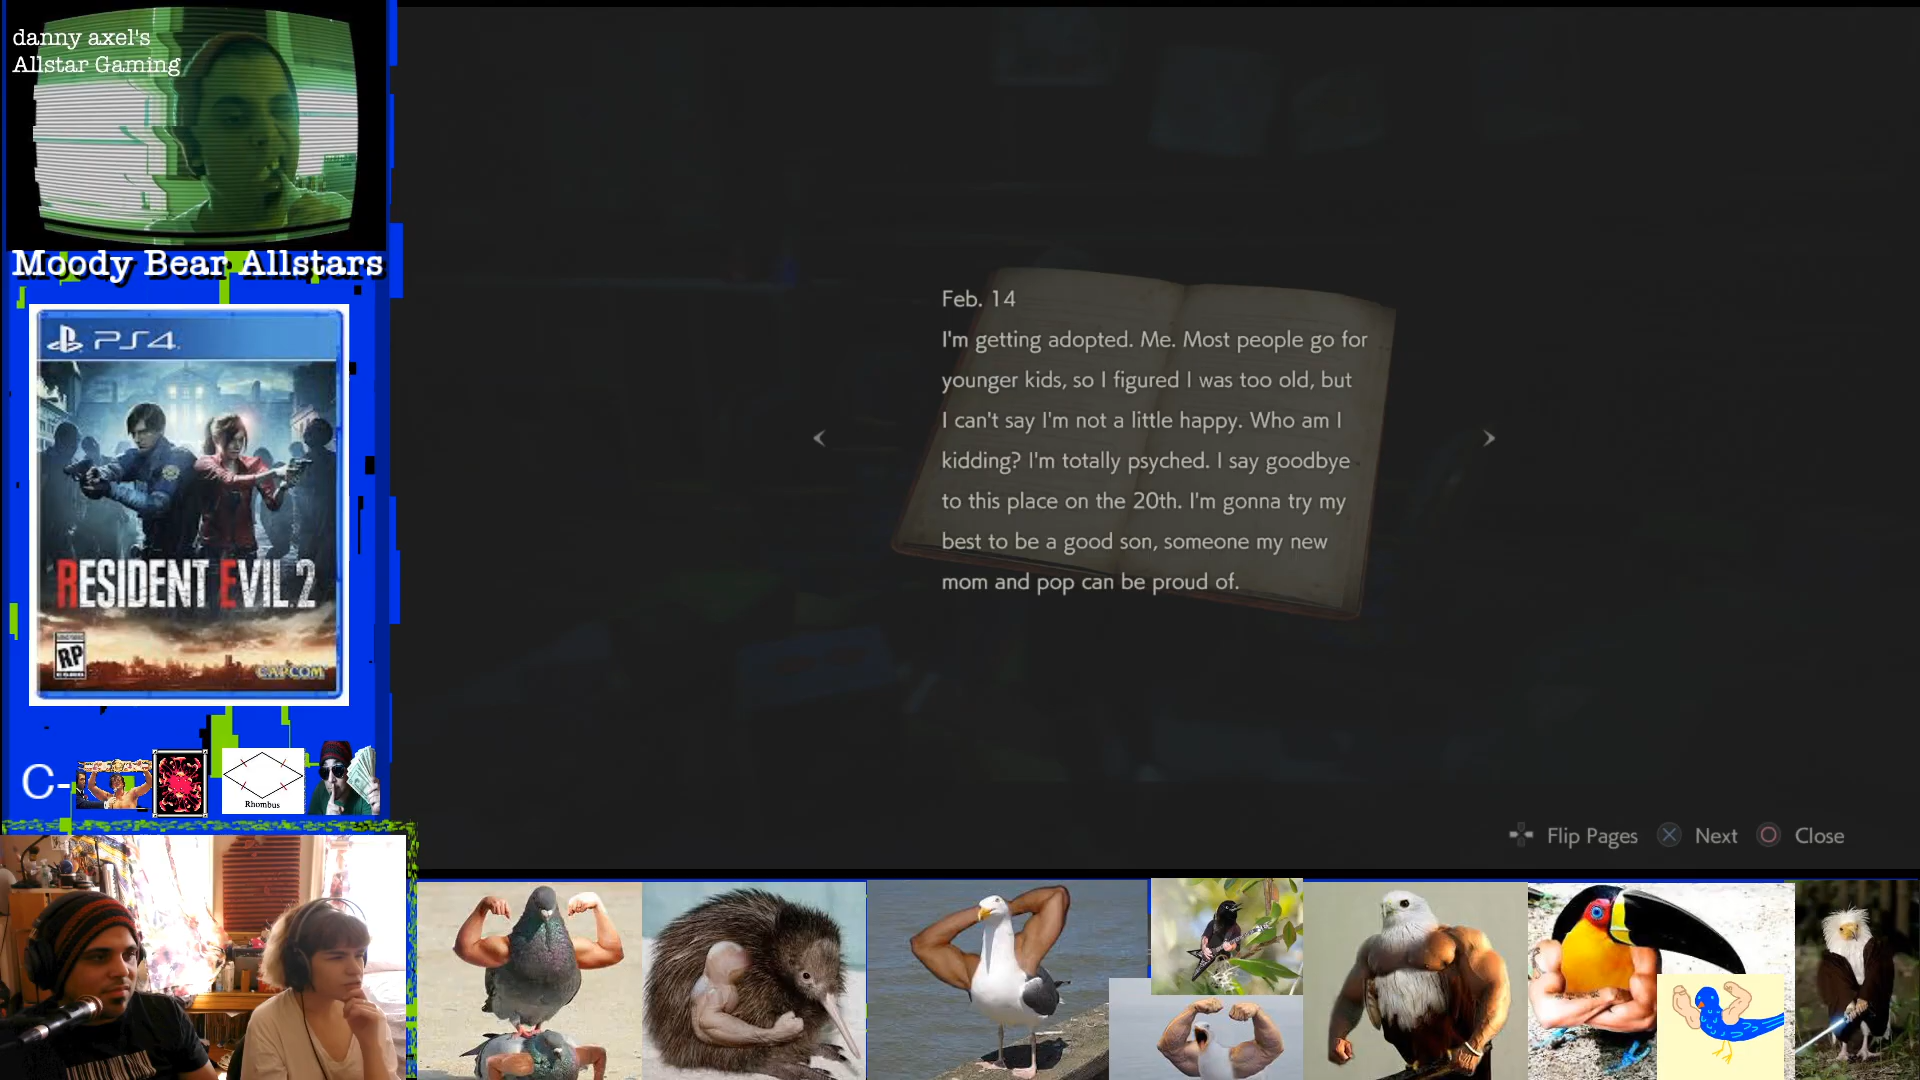 danny axel's
Allstar Gaming
Moody Bear Allstars
PS4
RESIDENT EVIL 2
RP
CAPCOM
C-
Rhombus
Feb. 14
I'm getting adopted. Me. Most people go for
younger kids, so I figured I was too old, but
I can't say I'm not a little happy. Who am I
kidding? I'm totally psyched. I say goodbye
to this place on the 20th. I'm gonna try my
best to be a good son, someone my new
mom and pop can be proud of.
Flip Pages Next Close